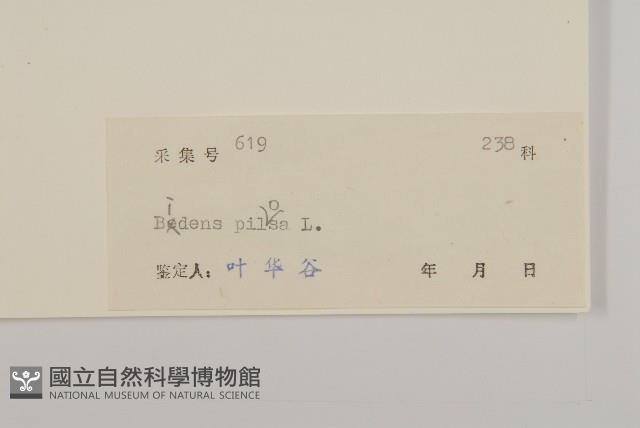 采集号 619 238 科
i o
Bedens pilsa L.
鉴定人: 叶华谷 年 月 日
國立自然科學博物館
NATIONAL MUSEUM OF NATURAL SCIENCE